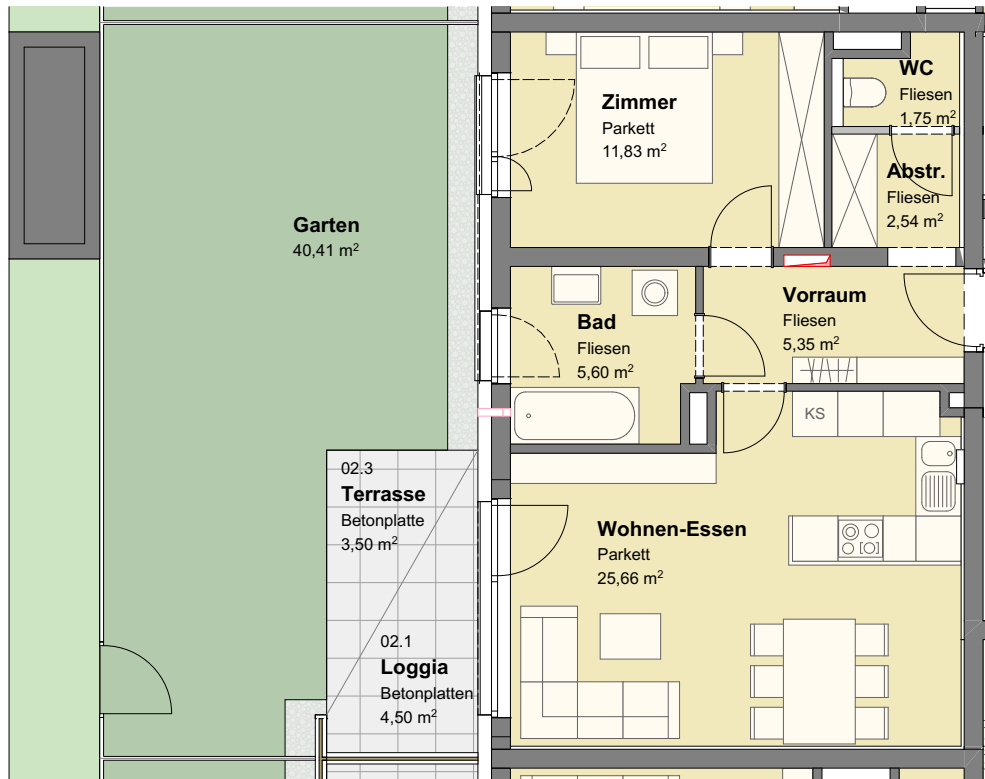 WC
Fliesen
1,75 m²
Zimmer
Parkett
11,83 m²
Abstr.
Fliesen
2,54 m²
Garten
40,41 m²
Vorraum
Fliesen
5,35 m²
Bad
Fliesen
5,60 m²
KS
02.3
Terrasse
Betonplatte
3,50 m²
Wohnen-Essen
Parkett
25,66 m²
02.1
Loggia
Betonplatten
4,50 m²